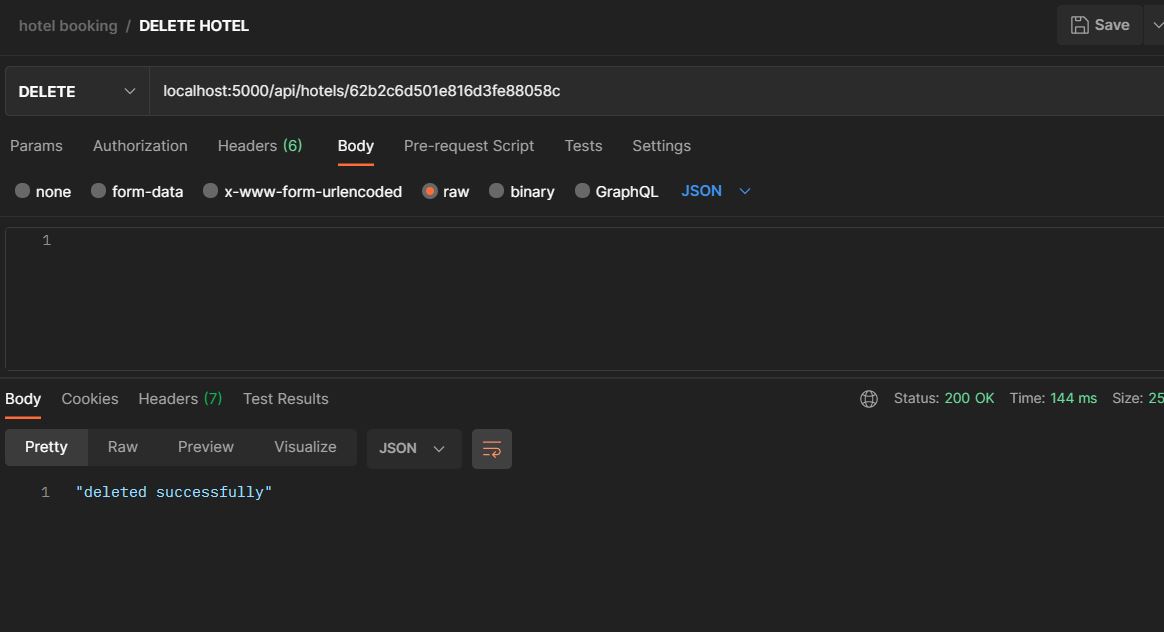 hotel booking / DELETE HOTEL Save
DELETE localhost:5000/api/hotels/62b2c6d501e816d3fe88058c
Params Authorization Headers (6) Body Pre-request Script Tests Settings
none form-data x-www-form-urlencoded raw binary GraphQL JSON
1
Body Cookies Headers (7) Test Results Status: 200 OK Time: 144 ms Size: 25
Pretty Raw Preview Visualize JSON
1 "deleted successfully"